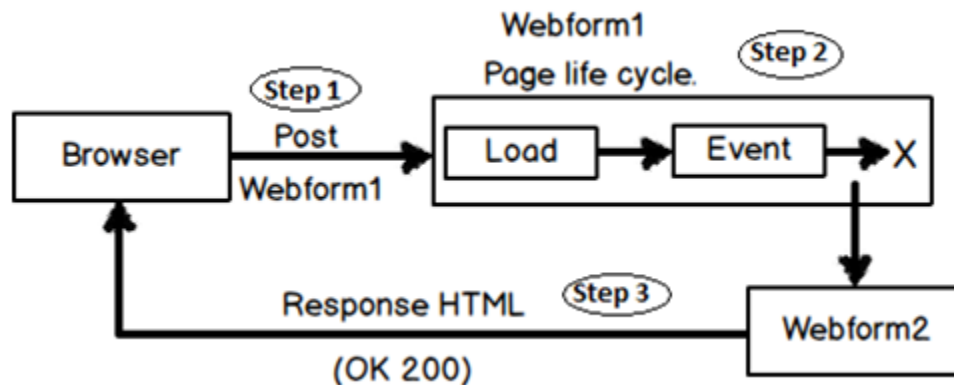 Webform1
Step 2
Page life cycle.
Step 1
Post
Browser
Load
Event
X
Webform1
Response HTML
Step 3
Webform2
(OK 200)